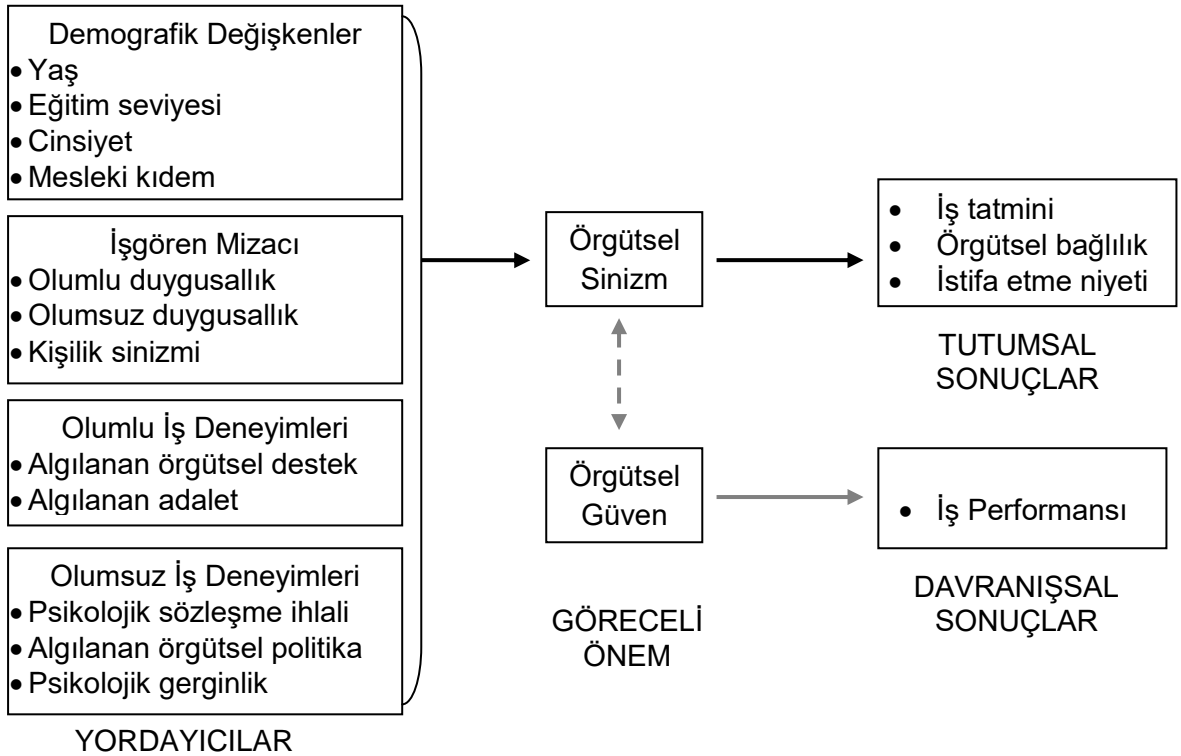 Demografik Değişkenler
• Yaş
• Eğitim seviyesi
• Cinsiyet
• Mesleki kıdem
İşgören Mizacı
• Olumlu duygusallık
• Olumsuz duygusallık
• Kişilik sinizmi
Olumlu İş Deneyimleri
• Algılanan örgütsel destek
• Algılanan adalet
Olumsuz İş Deneyimleri
• Psikolojik sözleşme ihlali
• Algılanan örgütsel politika
• Psikolojik gerginlik
YORDAYICILAR
Örgütsel
Sinizm
Örgütsel
Güven
GÖRECELİ
ÖNEM
• İş tatmini
• Örgütsel bağlılık
• İstifa etme niyeti
TUTUMSAL
SONUÇLAR
• İş Performansı
DAVRANIŞSAL
SONUÇLAR